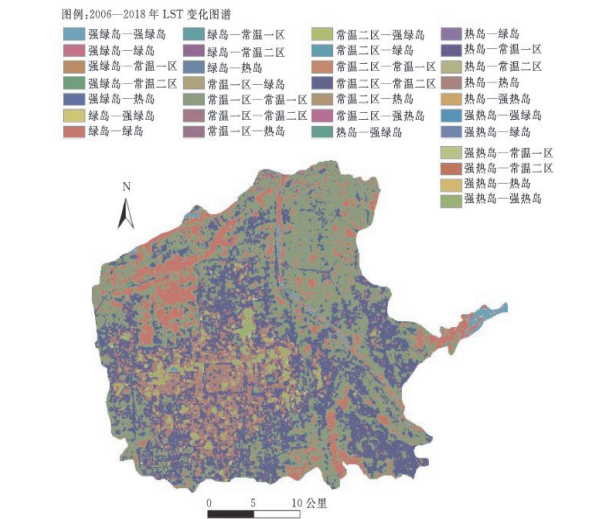 图例:2006—2018 年 LST 变化图谱
强绿岛—强绿岛
强绿岛—绿岛
强绿岛—常温一区
强绿岛—常温二区
强绿岛—热岛
绿岛—强绿岛
绿岛—绿岛
绿岛—常温一区
绿岛—常温二区
绿岛—热岛
常温一区—绿岛
常温一区—常温一区
常温一区—常温二区
常温一区—热岛
常温二区—强绿岛
常温二区—绿岛
常温二区—常温一区
常温二区—常温二区
常温二区—热岛
常温二区—强热岛
热岛—强绿岛
热岛—绿岛
热岛—常温一区
热岛—常温二区
热岛—热岛
热岛—强热岛
强热岛—强绿岛
强热岛—绿岛
强热岛—常温一区
强热岛—常温二区
强热岛—热岛
强热岛—强热岛
N
0 5 10 公里